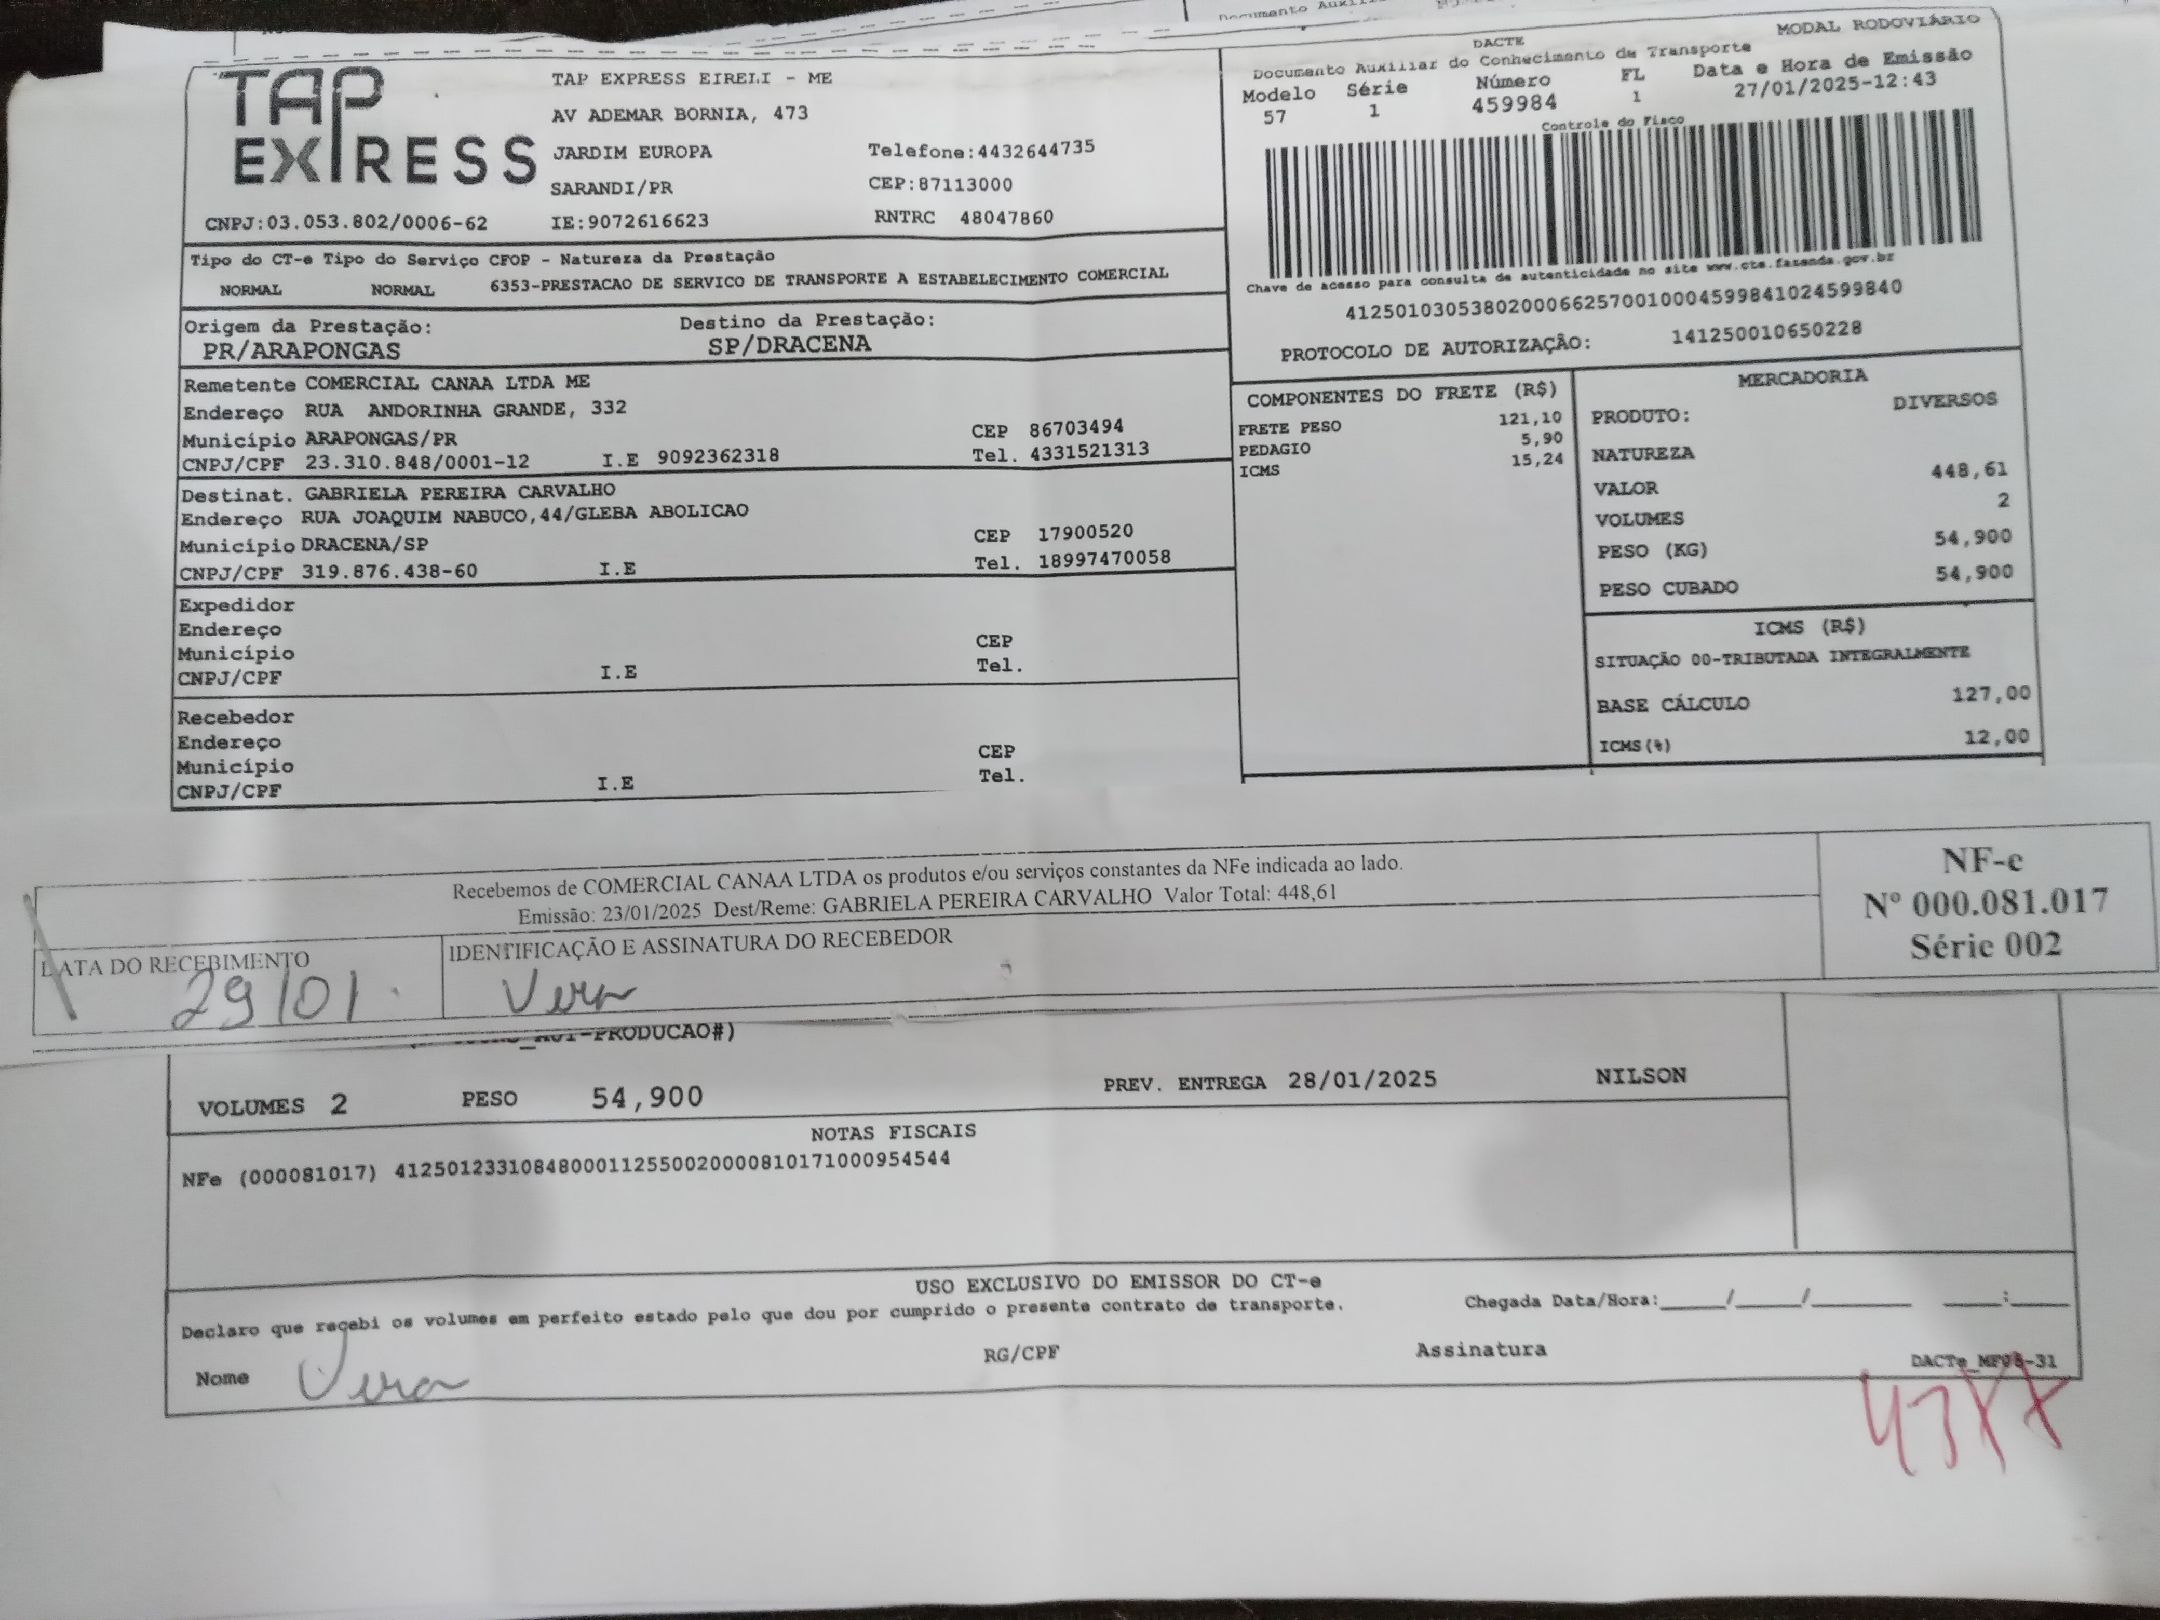 Documento Auxil
TAP
EXPRESS
TAP EXPRESS EIRELI - ME
AV ADEMAR BORNIA, 473
JARDIM EUROPA Telefone:4432644735
SARANDI/PR CEP:87113000
CNPJ:03.053.802/0006-62 IE:9072616623 RNTRC 48047860
MODAL RODOVIÁRIO
DACTE
Documento Auxiliar do Conhecimento de Transporte
Modelo Série Número FL Data e Hora de Emissão
57 1 459984 1 27/01/2025-12:43
Controle do Fisco
Chave de acesso para consulta de autenticidade no site www.cte.fazenda.gov.br
41250103053802000662570010004599841024599840
PROTOCOLO DE AUTORIZAÇÃO: 141250010650228
Tipo do CT-e Tipo do Serviço CFOP - Natureza da Prestação
NORMAL NORMAL 6353-PRESTACAO DE SERVICO DE TRANSPORTE A ESTABELECIMENTO COMERCIAL
Origem da Prestação: Destino da Prestação:
PR/ARAPONGAS SP/DRACENA
Remetente COMERCIAL CANAA LTDA ME
Endereço RUA ANDORINHA GRANDE, 332
Município ARAPONGAS/PR CEP 86703494
CNPJ/CPF 23.310.848/0001-12 I.E 9092362318 Tel. 4331521313
Destinat. GABRIELA PEREIRA CARVALHO
Endereço RUA JOAQUIM NABUCO,44/GLEBA ABOLICAO
Município DRACENA/SP CEP 17900520
CNPJ/CPF 319.876.438-60 I.E Tel. 18997470058
Expedidor
Endereço
Município CEP
CNPJ/CPF I.E Tel.
Recebedor
Endereço
Município CEP
CNPJ/CPF I.E Tel.
COMPONENTES DO FRETE (R$)
FRETE PESO 121,10
PEDAGIO 5,90
ICMS 15,24
MERCADORIA
PRODUTO: DIVERSOS
NATUREZA
VALOR 448,61
VOLUMES 2
PESO (KG) 54,900
PESO CUBADO 54,900
ICMS (R$)
SITUAÇÃO 00-TRIBUTADA INTEGRALMENTE
BASE CÁLCULO 127,00
ICMS(%) 12,00
Recebemos de COMERCIAL CANAA LTDA os produtos e/ou serviços constantes da NFe indicada ao lado.
Emissão: 23/01/2025 Dest/Reme: GABRIELA PEREIRA CARVALHO Valor Total: 448,61
DATA DO RECEBIMENTO IDENTIFICAÇÃO E ASSINATURA DO RECEBEDOR
29/01 Vera
NF-e
Nº 000.081.017
Série 002
-PRODUCAO#)
VOLUMES 2 PESO 54,900 PREV. ENTREGA 28/01/2025 NILSON
NOTAS FISCAIS
NFe (000081017) 41250123310848000112550020000810171000954544
USO EXCLUSIVO DO EMISSOR DO CT-e
Declaro que recebi os volumes em perfeito estado pelo que dou por cumprido o presente contrato de transporte. Chegada Data/Hora:_____/_____/_______ ____:____
Nome Vera RG/CPF Assinatura
DACTe_MF08-31